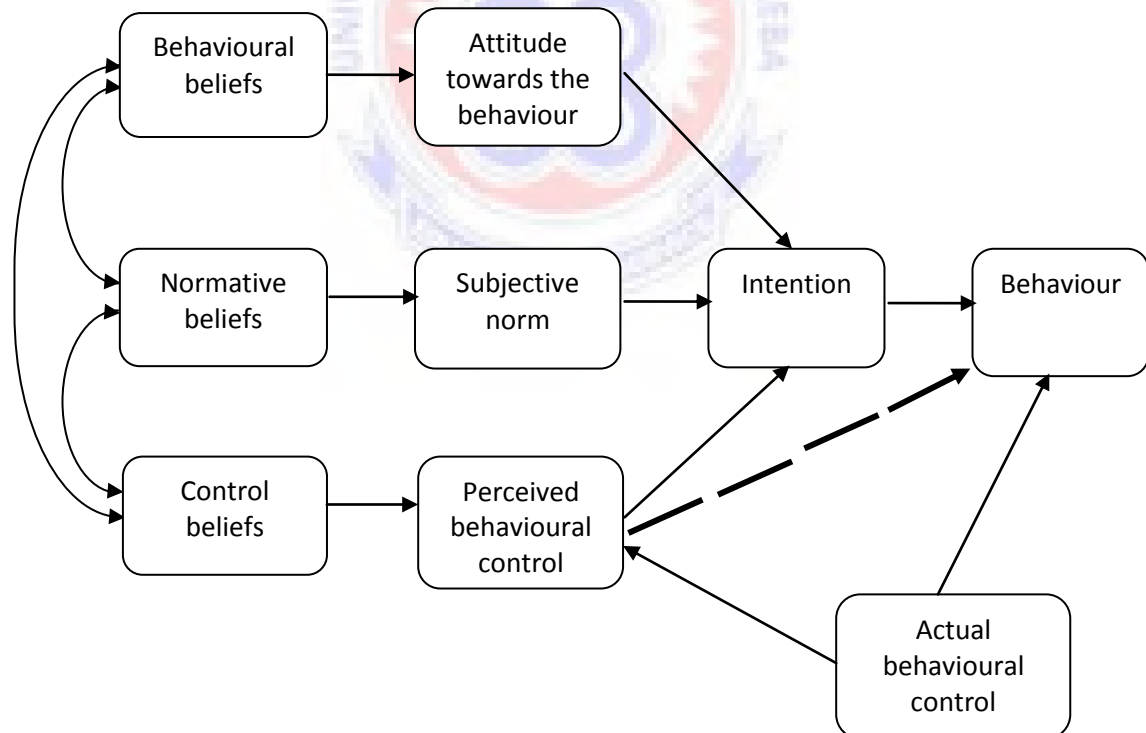 Behavioural
beliefs
Attitude
towards the
behaviour
Normative
beliefs
Subjective
norm
Intention
Behaviour
Control
beliefs
Perceived
behavioural
control
Actual
behavioural
control